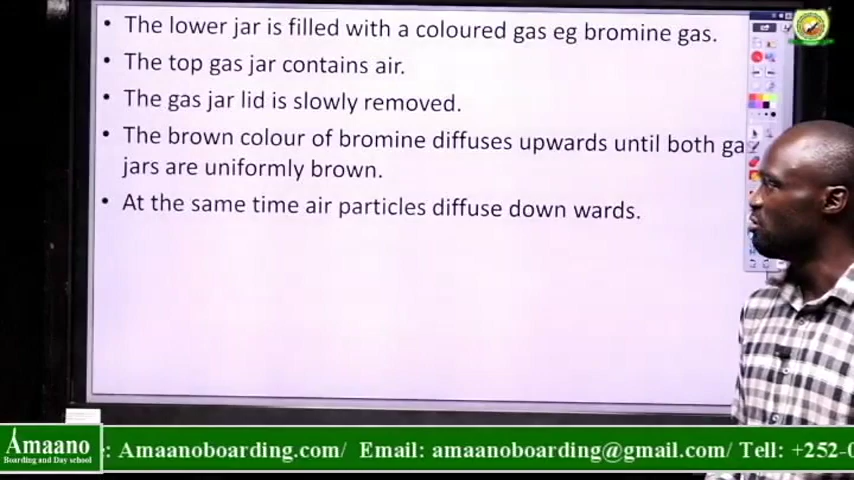 • The lower jar is filled with a coloured gas eg bromine gas.
• The top gas jar contains air.
• The gas jar lid is slowly removed.
• The brown colour of bromine diffuses upwards until both ga
jars are uniformly brown.
• At the same time air particles diffuse down wards.
Amaano
Boarding and Day school
: Amaanoboarding.com/ Email: amaanoboarding@gmail.com/ Tell: +252-0